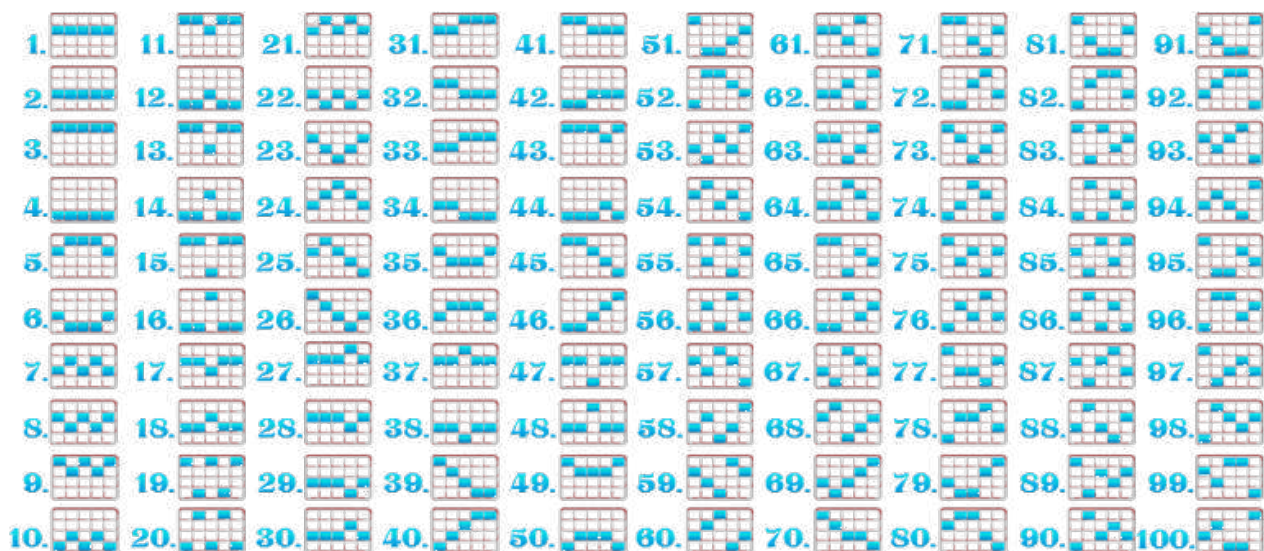 1. 11. 21. 31. 41. 51. 61. 71. 81. 91.
2. 12. 22. 32. 42. 52. 62. 72. 82. 92.
3. 13. 23. 33. 43. 53. 63. 73. 83. 93.
4. 14. 24. 34. 44. 54. 64. 74. 84. 94.
5. 15. 25. 35. 45. 55. 65. 75. 85. 95.
6. 16. 26. 36. 46. 56. 66. 76. 86. 96.
7. 17. 27. 37. 47. 57. 67. 77. 87. 97.
8. 18. 28. 38. 48. 58. 68. 78. 88. 98.
9. 19. 29. 39. 49. 59. 69. 79. 89. 99.
10. 20. 30. 40. 50. 60. 70. 80. 90. 100.